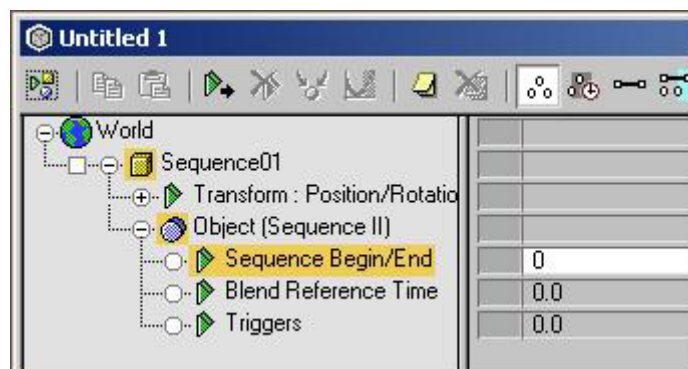 Untitled 1
World
Sequence01
Transform : Position/Rotatio
Object (Sequence II)
Sequence Begin/End 0
Blend Reference Time 0.0
Triggers 0.0